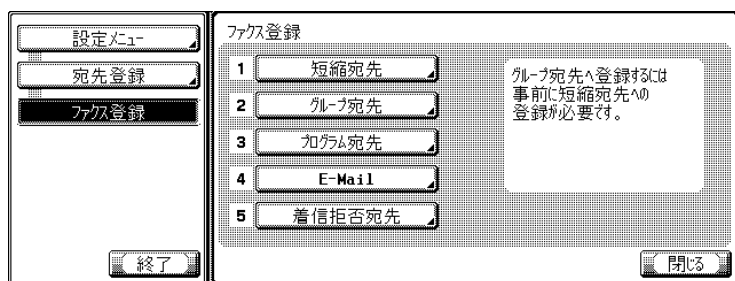 設定ﾒﾆｭｰ
宛先登録
ﾌｧｸｽ登録
終了
ﾌｧｸｽ登録
1 短縮宛先
2 ｸﾞﾙｰﾌﾟ宛先
3 ﾌﾟﾛｸﾞﾗﾑ宛先
4 E-Mail
5 着信拒否宛先
ｸﾞﾙｰﾌﾟ宛先へ登録するには
事前に短縮宛先への
登録が必要です。
閉じる